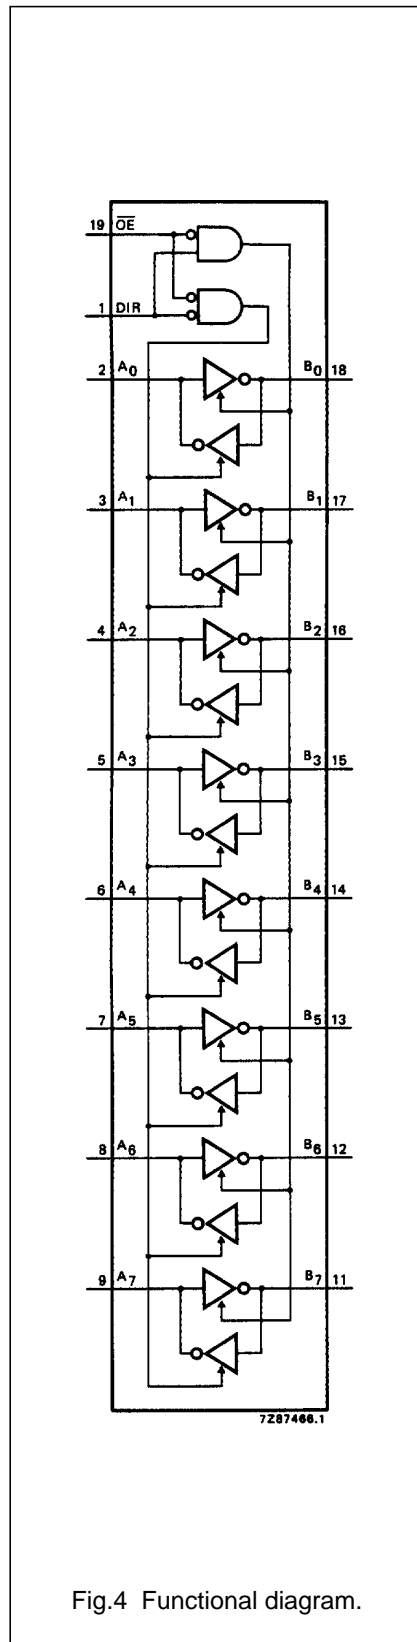 19 OE
1 DIR
2 A0 B0 18
3 A1 B1 17
4 A2 B2 16
5 A3 B3 15
6 A4 B4 14
7 A5 B5 13
8 A6 B6 12
9 A7 B7 11
7Z87466.1
Fig.4 Functional diagram.